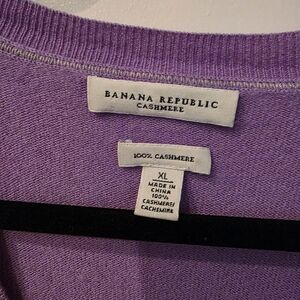 BANANA REPUBLIC
CASHMERE
100% CASHMERE
XL
MADE IN
CHINA
100%
CASHMERE/
CACHEMIRE